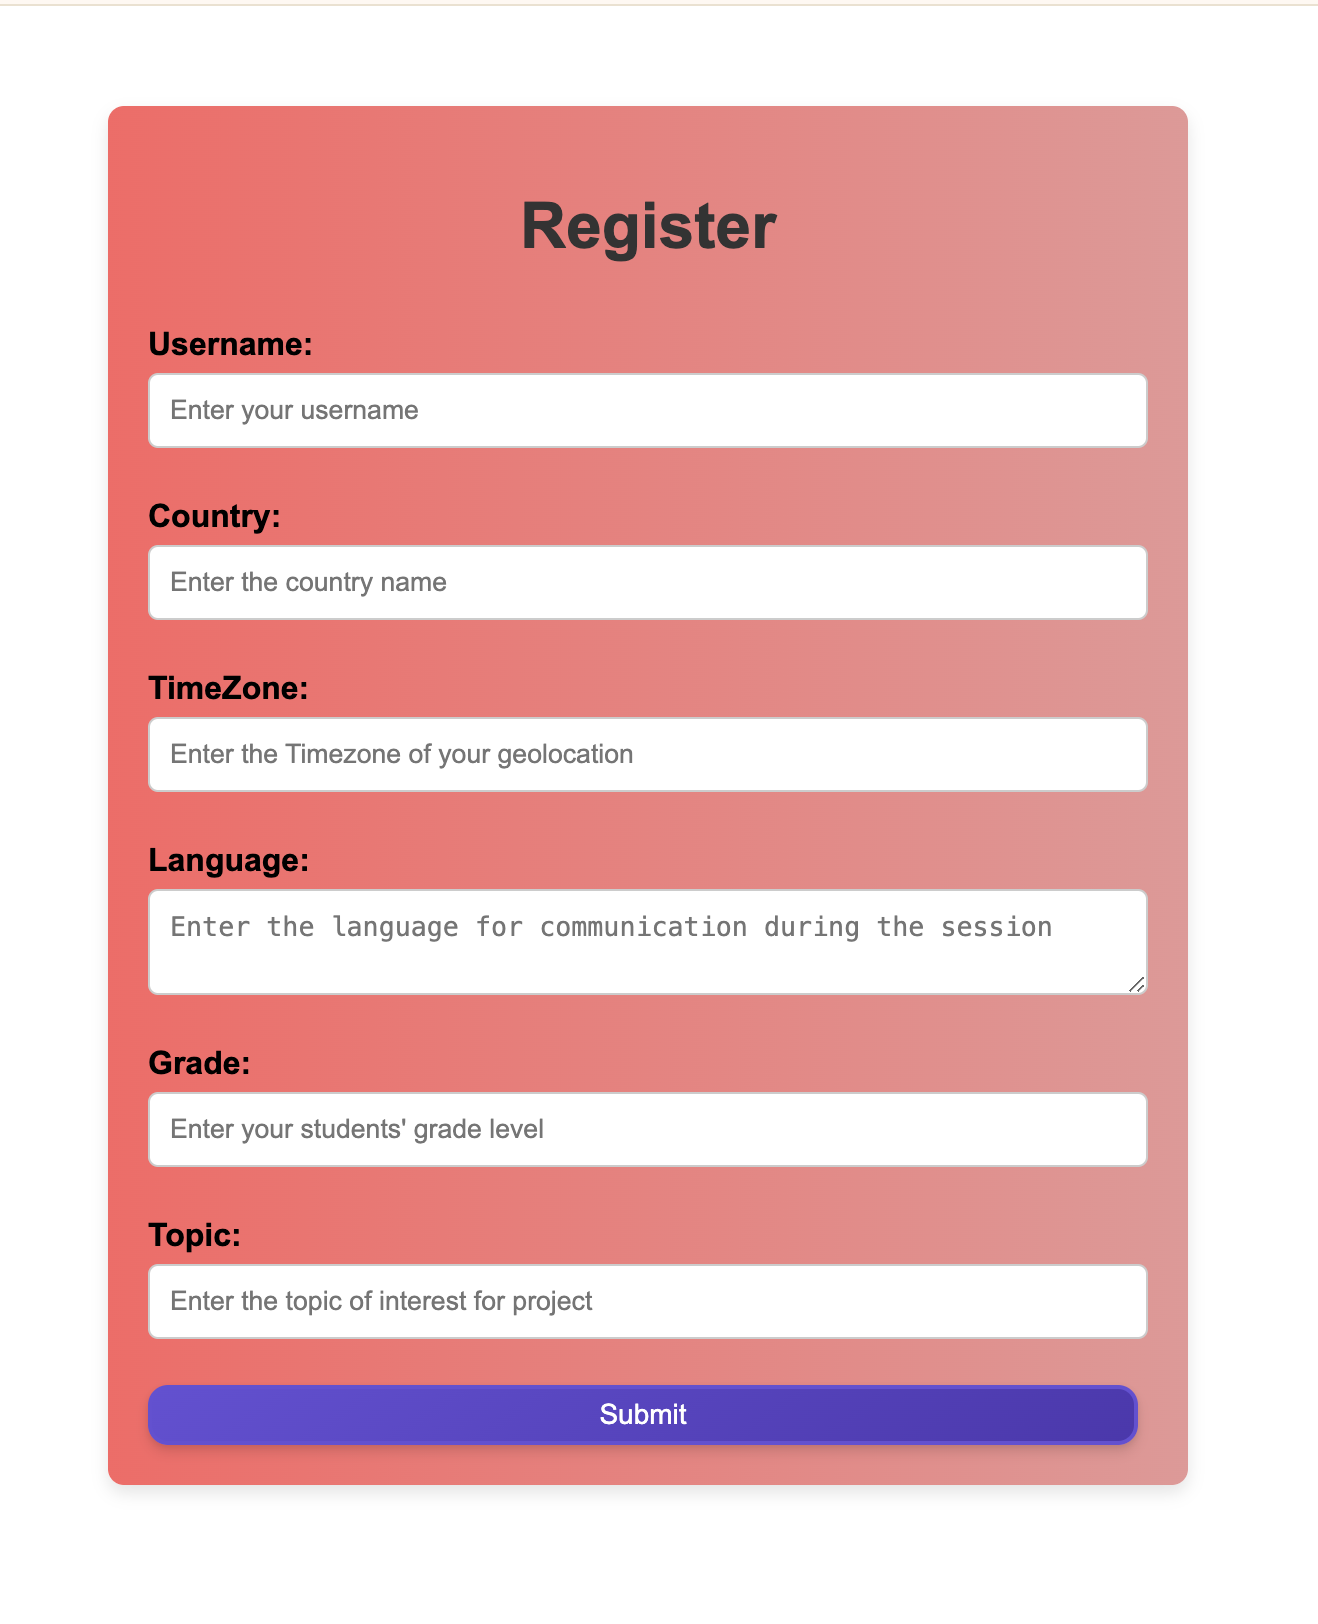 Register
Username:
Enter your username
Country:
Enter the country name
TimeZone:
Enter the Timezone of your geolocation
Language:
Enter the language for communication during the session
Grade:
Enter your students' grade level
Topic:
Enter the topic of interest for project
Submit